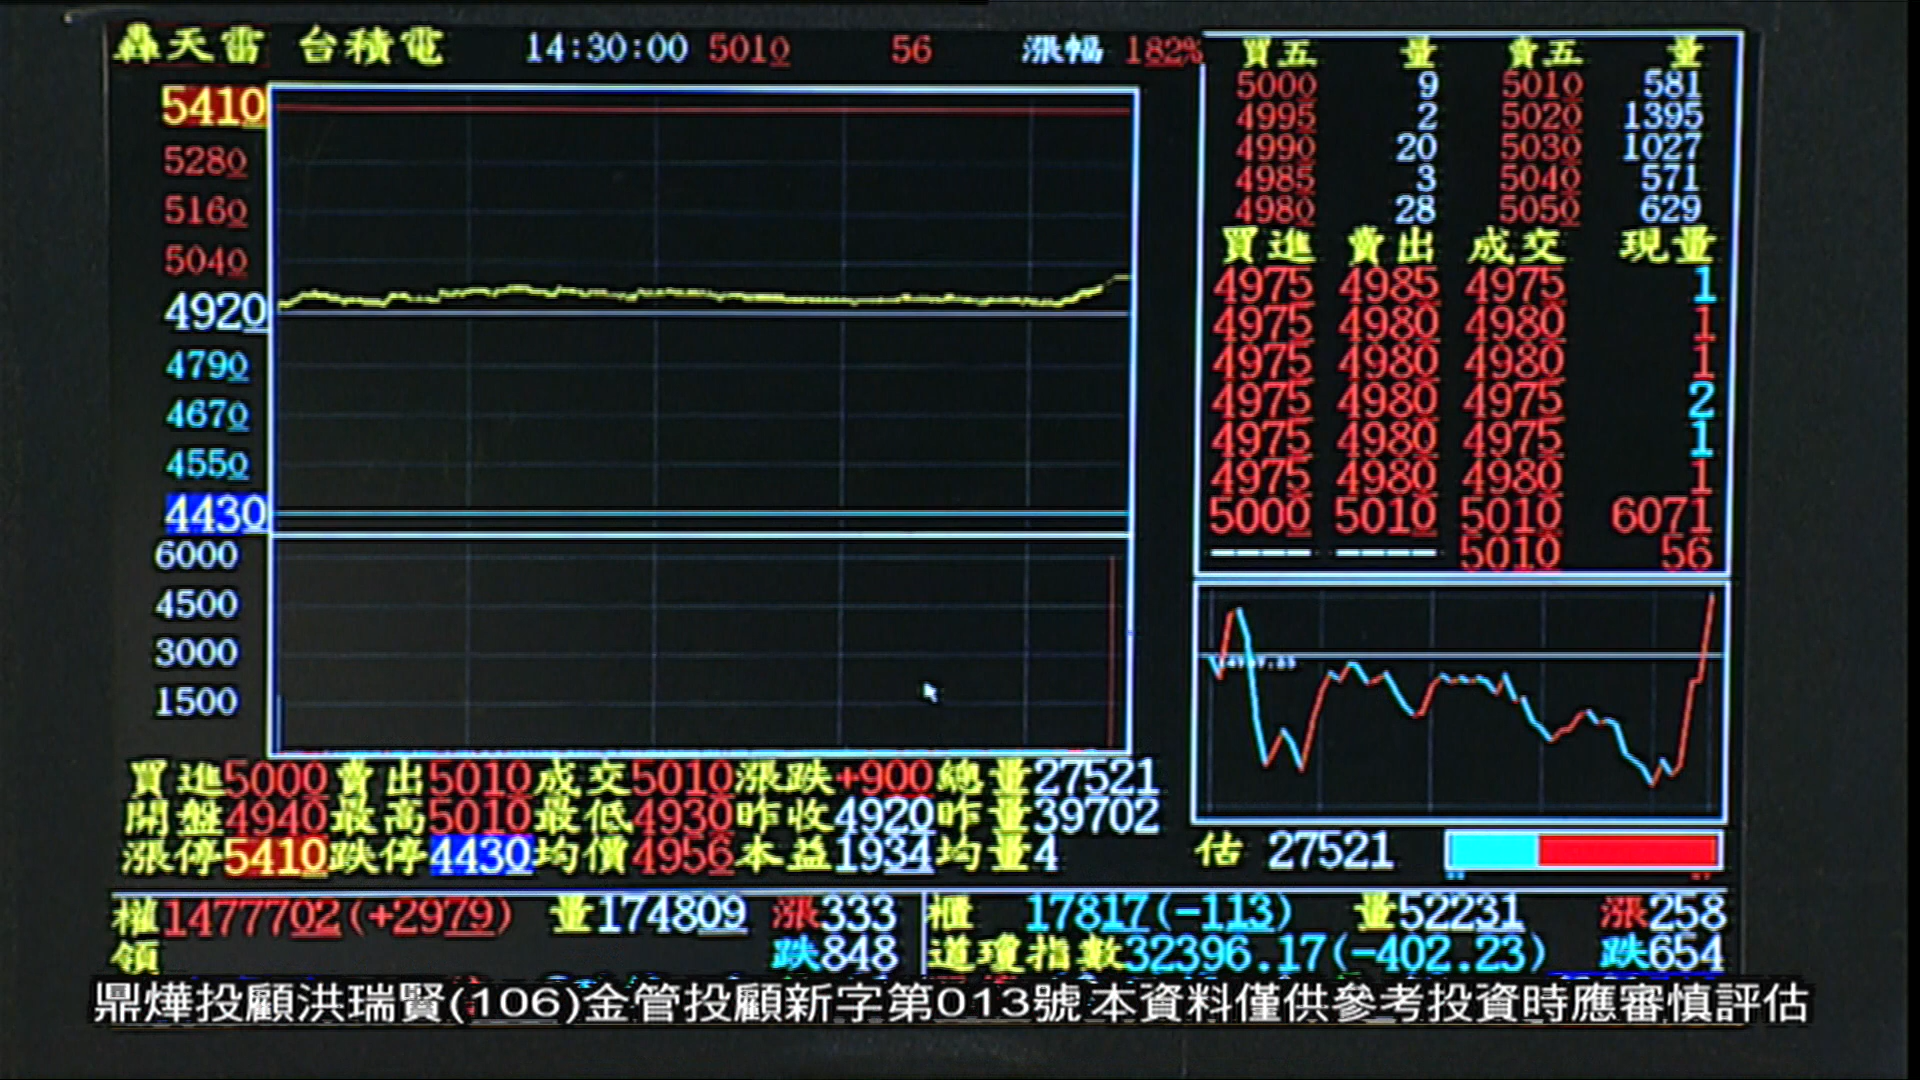 轟天雷 台積電 14:30:00 5010 56 漲幅 182%
買五 量 賣五 量
5000 9 5010 581
4995 2 5020 1395
4990 20 5030 1027
4985 3 5040 571
4980 28 5050 629
買進 賣出 成交 現量
4975 4985 4975 1
4975 4980 4980 1
4975 4980 4980 1
4975 4980 4975 2
4975 4980 4975 1
4975 4980 4980 1
5000 5010 5010 6071
---- ---- 5010 56
5410
5280
5160
5040
4920
4790
4670
4550
4430
6000
4500
3000
1500
買進5000賣出5010成交5010漲跌+900總量27521
開盤4940最高5010最低4930昨收4920昨量39702
漲停5410跌停4430均價4956本益1934均量4
估 27521
權1477702(+2979) 量174809 漲333
領 跌848
櫃 17817(-113) 量52231 漲258
道瓊指數32396.17(-402.23) 跌654
鼎燁投顧洪瑞賢(106)金管投顧新字第013號 本資料僅供參考投資時應審慎評估